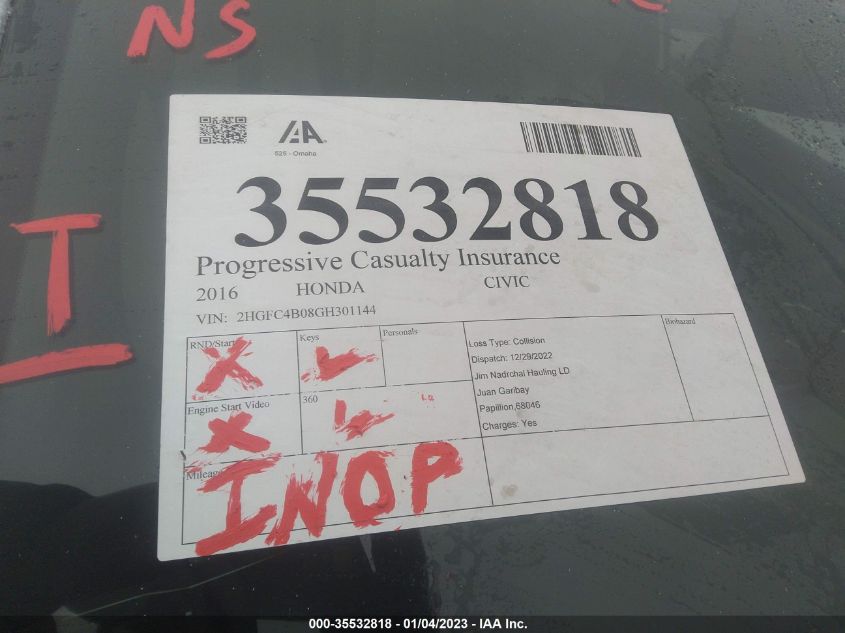 NS
IAA
525 - Omaha
35532818
Progressive Casualty Insurance
2016 HONDA CIVIC
VIN: 2HGFC4B08GH301144
I
RND/Start Keys Personals Biohazard
Loss Type: Collision
Dispatch: 12/29/2022
Jim Nadrchal Hauling LD
Juan Garibay
Papillion,68046
Charges: Yes
Engine Start Video 360
Mileage
INOP
000-35532818 - 01/04/2023 - IAA Inc.